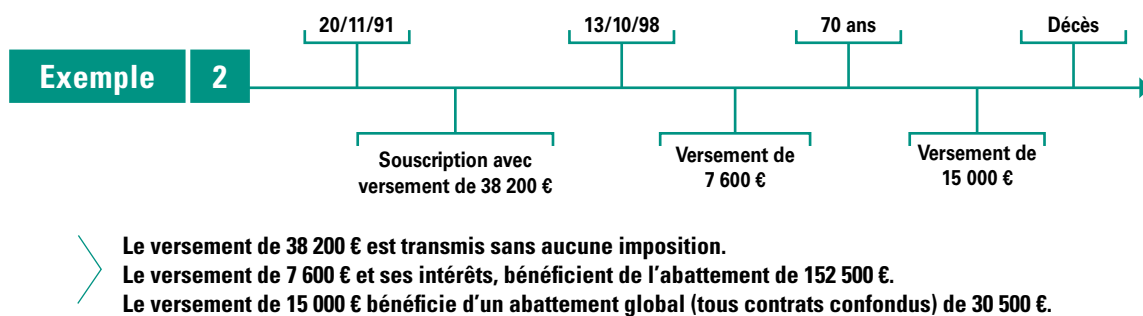 20/11/91
13/10/98
70 ans
Décès
Exemple 2
Souscription avec
versement de 38 200 €
Versement de
7 600 €
Versement de
15 000 €
Le versement de 38 200 € est transmis sans aucune imposition.
Le versement de 7 600 € et ses intérêts, bénéficient de l’abattement de 152 500 €.
Le versement de 15 000 € bénéficie d’un abattement global (tous contrats confondus) de 30 500 €.